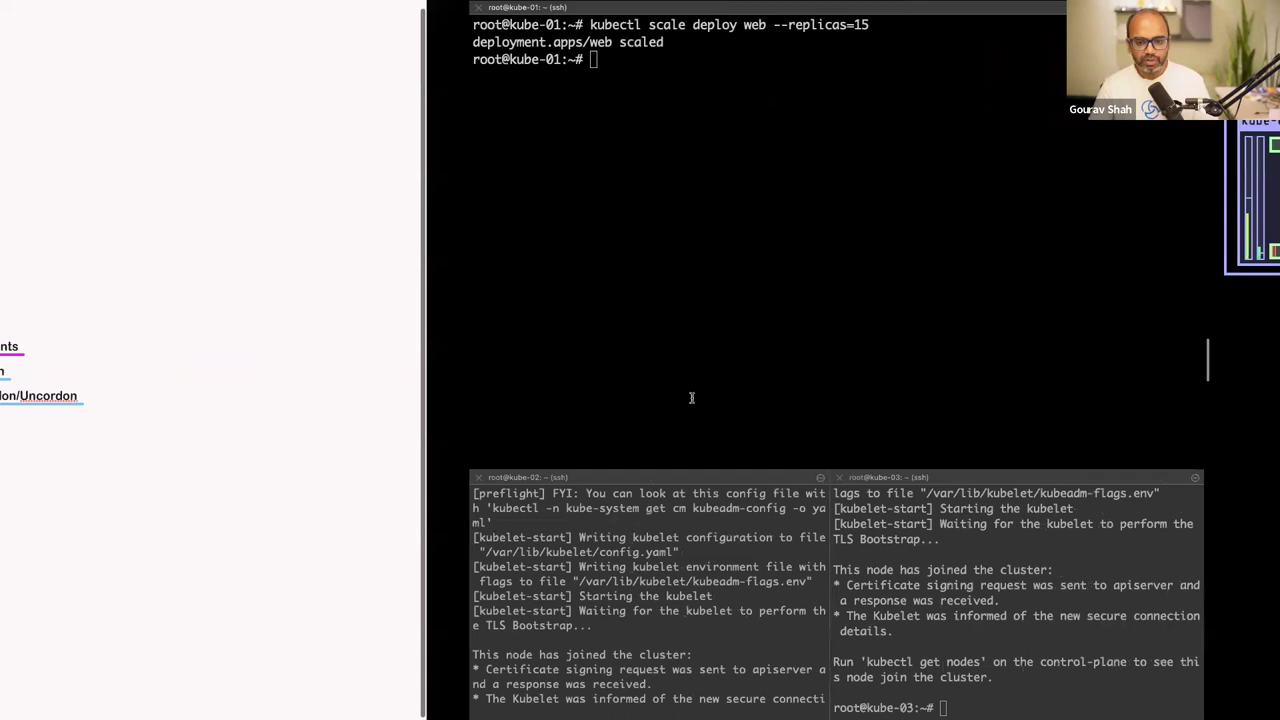 root@kube-01: ~ (ssh)
root@kube-01:~# kubectl scale deploy web --replicas=15
deployment.apps/web scaled
root@kube-01:~#
Gourav Shah
nts
n
lon/Uncordon
root@kube-02: ~ (ssh)
[preflight] FYI: You can look at this config file wit
h 'kubectl -n kube-system get cm kubeadm-config -o ya
ml'
[kubelet-start] Writing kubelet configuration to file
"/var/lib/kubelet/config.yaml"
[kubelet-start] Writing kubelet environment file with
flags to file "/var/lib/kubelet/kubeadm-flags.env"
[kubelet-start] Starting the kubelet
[kubelet-start] Waiting for the kubelet to perform th
e TLS Bootstrap...
This node has joined the cluster:
* Certificate signing request was sent to apiserver a
nd a response was received.
* The Kubelet was informed of the new secure connecti
root@kube-03: ~ (ssh)
lags to file "/var/lib/kubelet/kubeadm-flags.env"
[kubelet-start] Starting the kubelet
[kubelet-start] Waiting for the kubelet to perform the
TLS Bootstrap...
This node has joined the cluster:
* Certificate signing request was sent to apiserver and
a response was received.
* The Kubelet was informed of the new secure connection
details.
Run 'kubectl get nodes' on the control-plane to see thi
s node join the cluster.
root@kube-03:~#